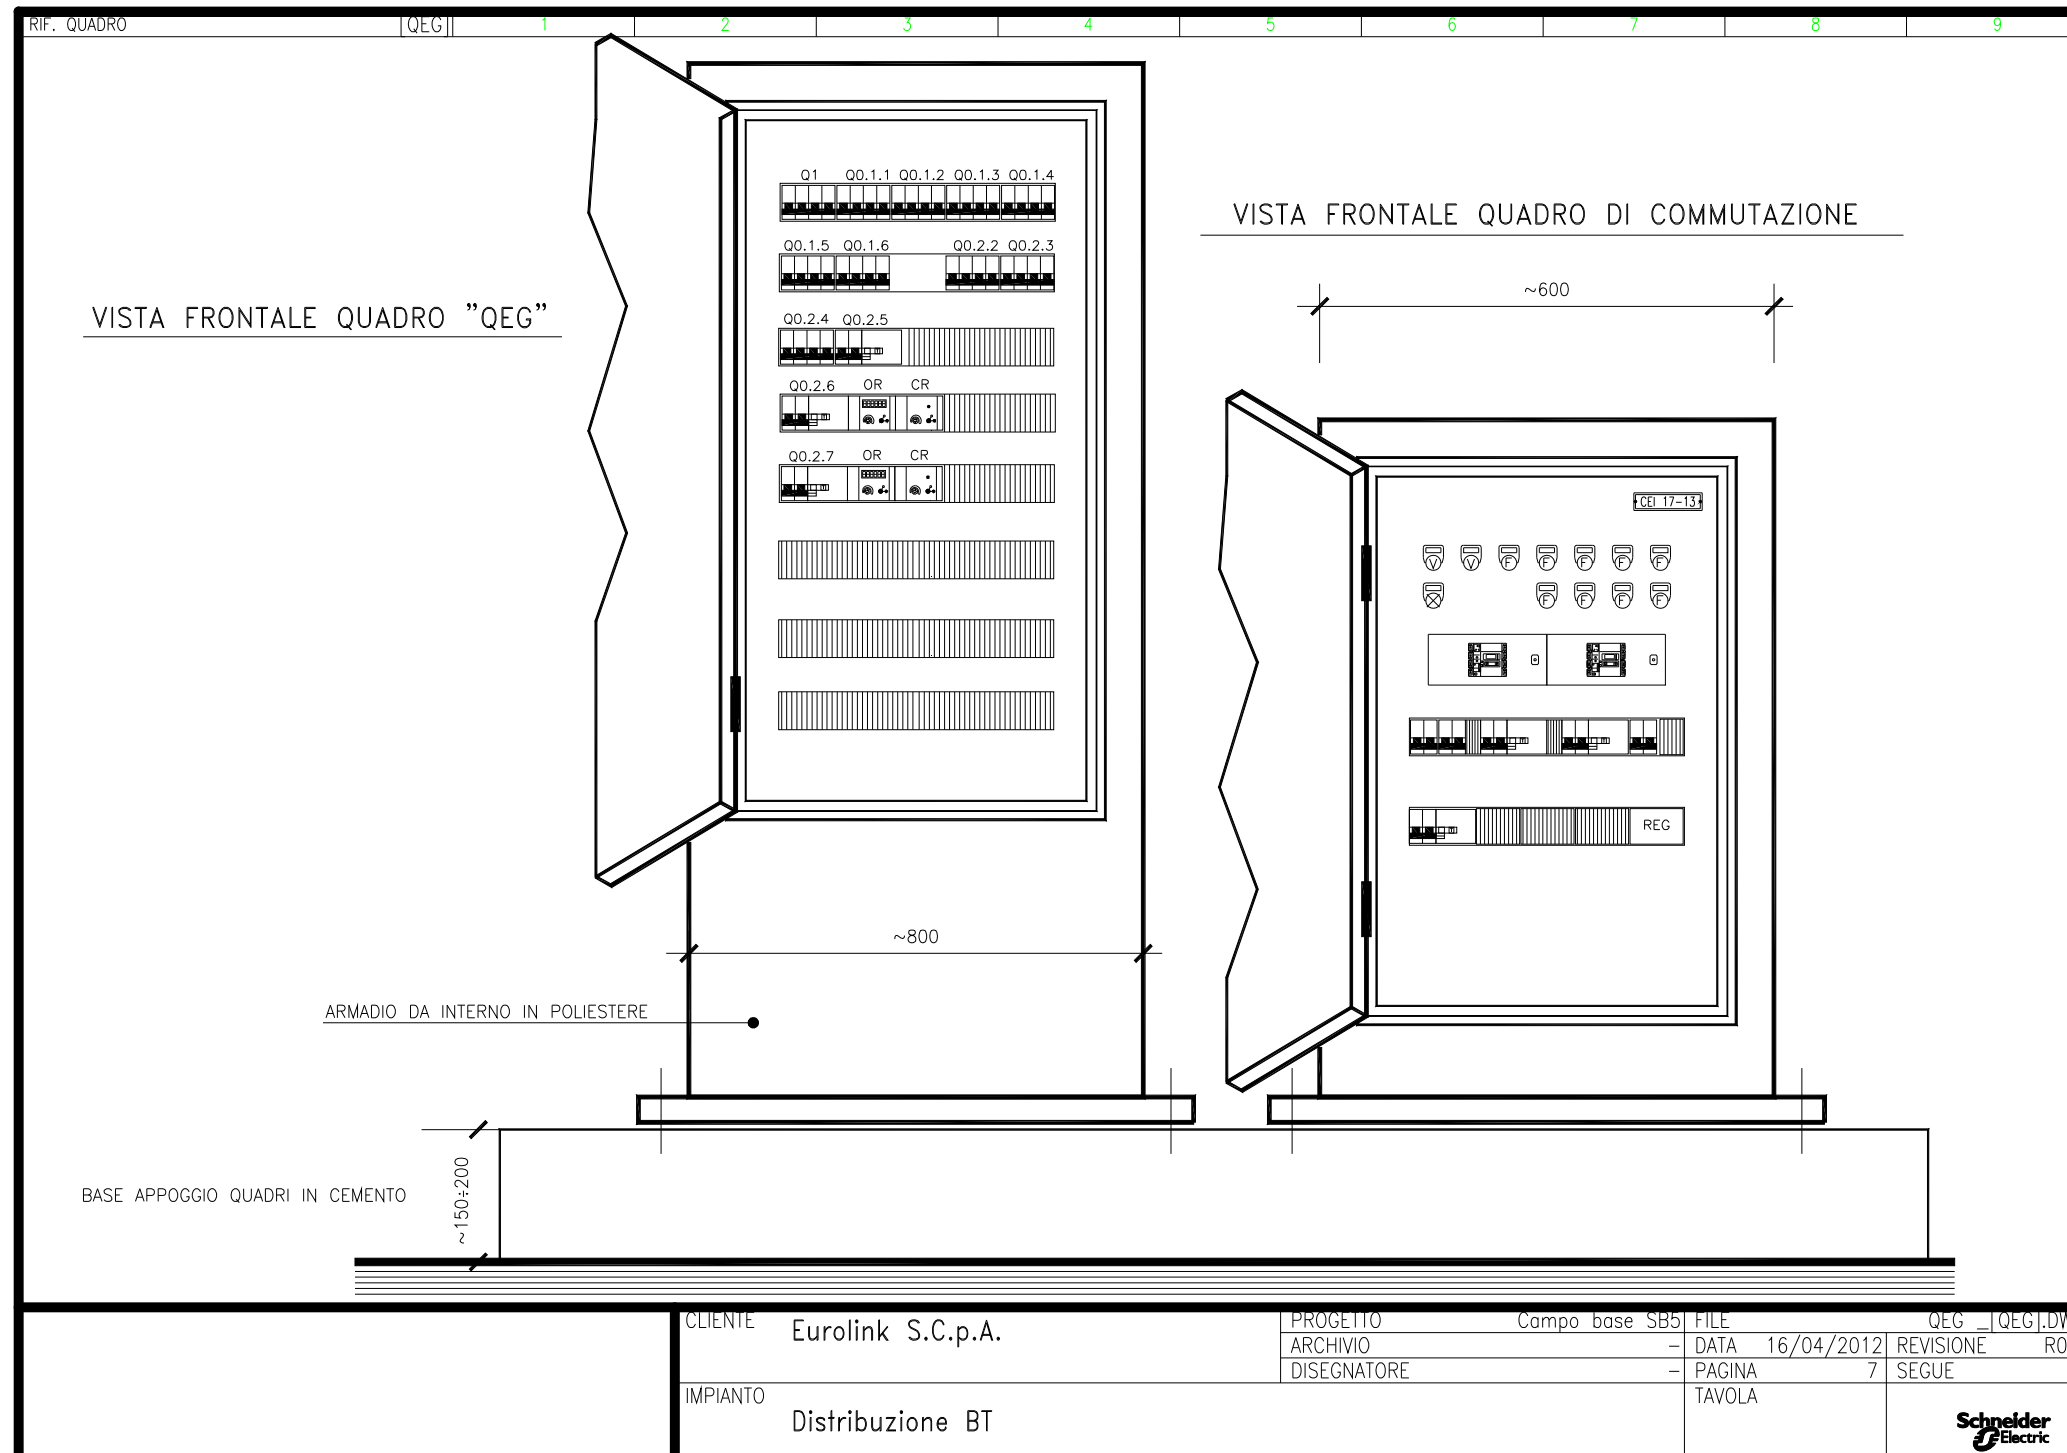 RIF. QUADRO QEG 1 2 3 4 5 6 7 8 9
Q1 Q0.1.1 Q0.1.2 Q0.1.3 Q0.1.4
VISTA FRONTALE QUADRO DI COMMUTAZIONE
Q0.1.5 Q0.1.6 Q0.2.2 Q0.2.3
~600
VISTA FRONTALE QUADRO "QEG"
Q0.2.4 Q0.2.5
Q0.2.6 OR CR
Q0.2.7 OR CR
CEI 17-13
V V F F F F F
F F F F
REG
~800
ARMADIO DA INTERNO IN POLIESTERE
BASE APPOGGIO QUADRI IN CEMENTO
~150÷200
CLIENTE Eurolink S.C.p.A.
PROGETTO Campo base SB5 FILE QEG _[QEG].DW
ARCHIVIO - DATA 16/04/2012 REVISIONE R0
DISEGNATORE - PAGINA 7 SEGUE
IMPIANTO Distribuzione BT
TAVOLA
Schneider
Electric